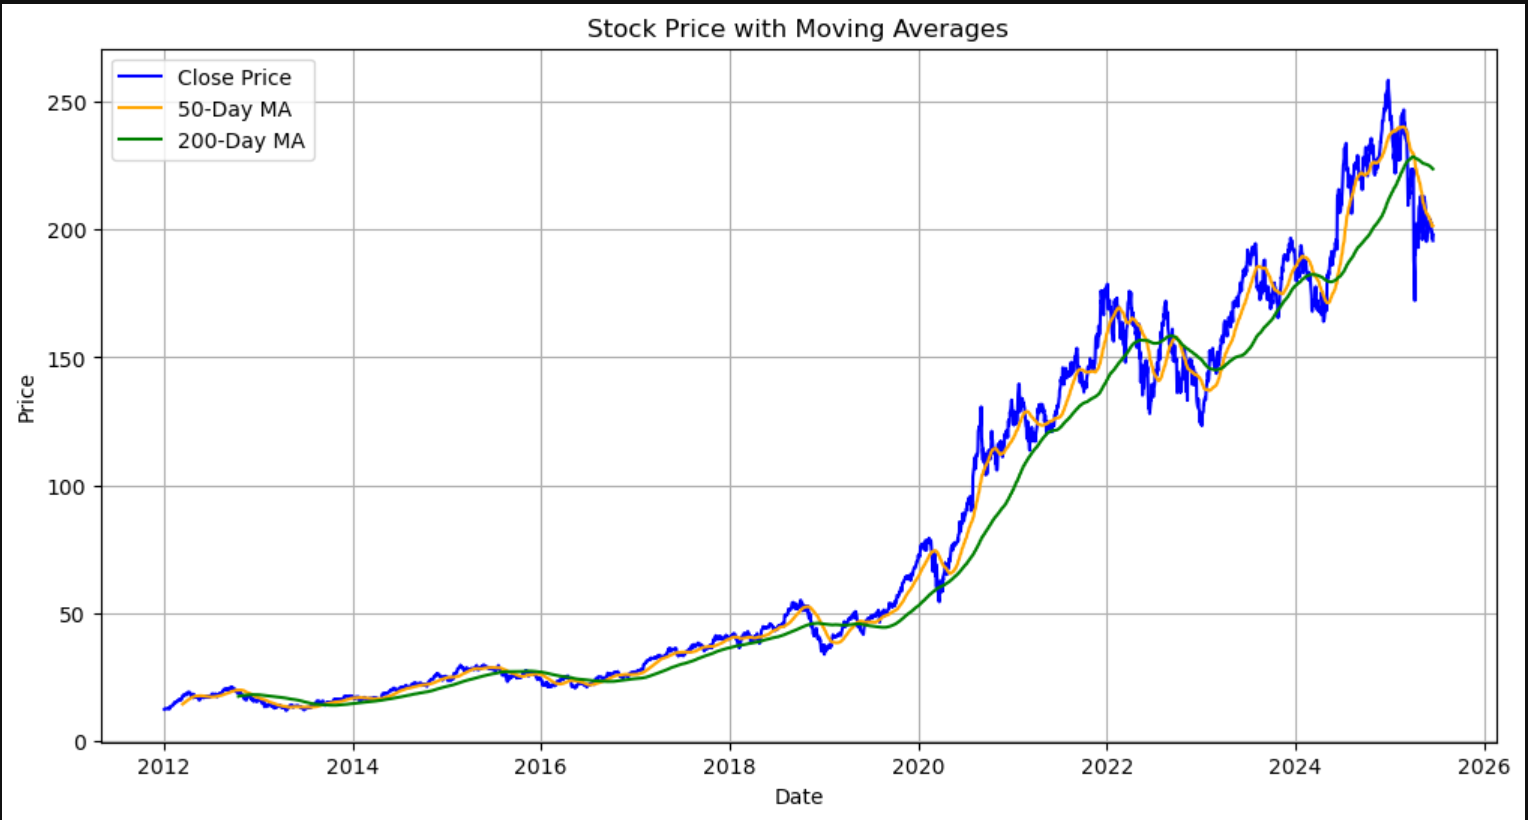 Stock Price with Moving Averages
Close Price
50-Day MA
200-Day MA
250
200
150
100
50
0
Price
2012 2014 2016 2018 2020 2022 2024 2026
Date